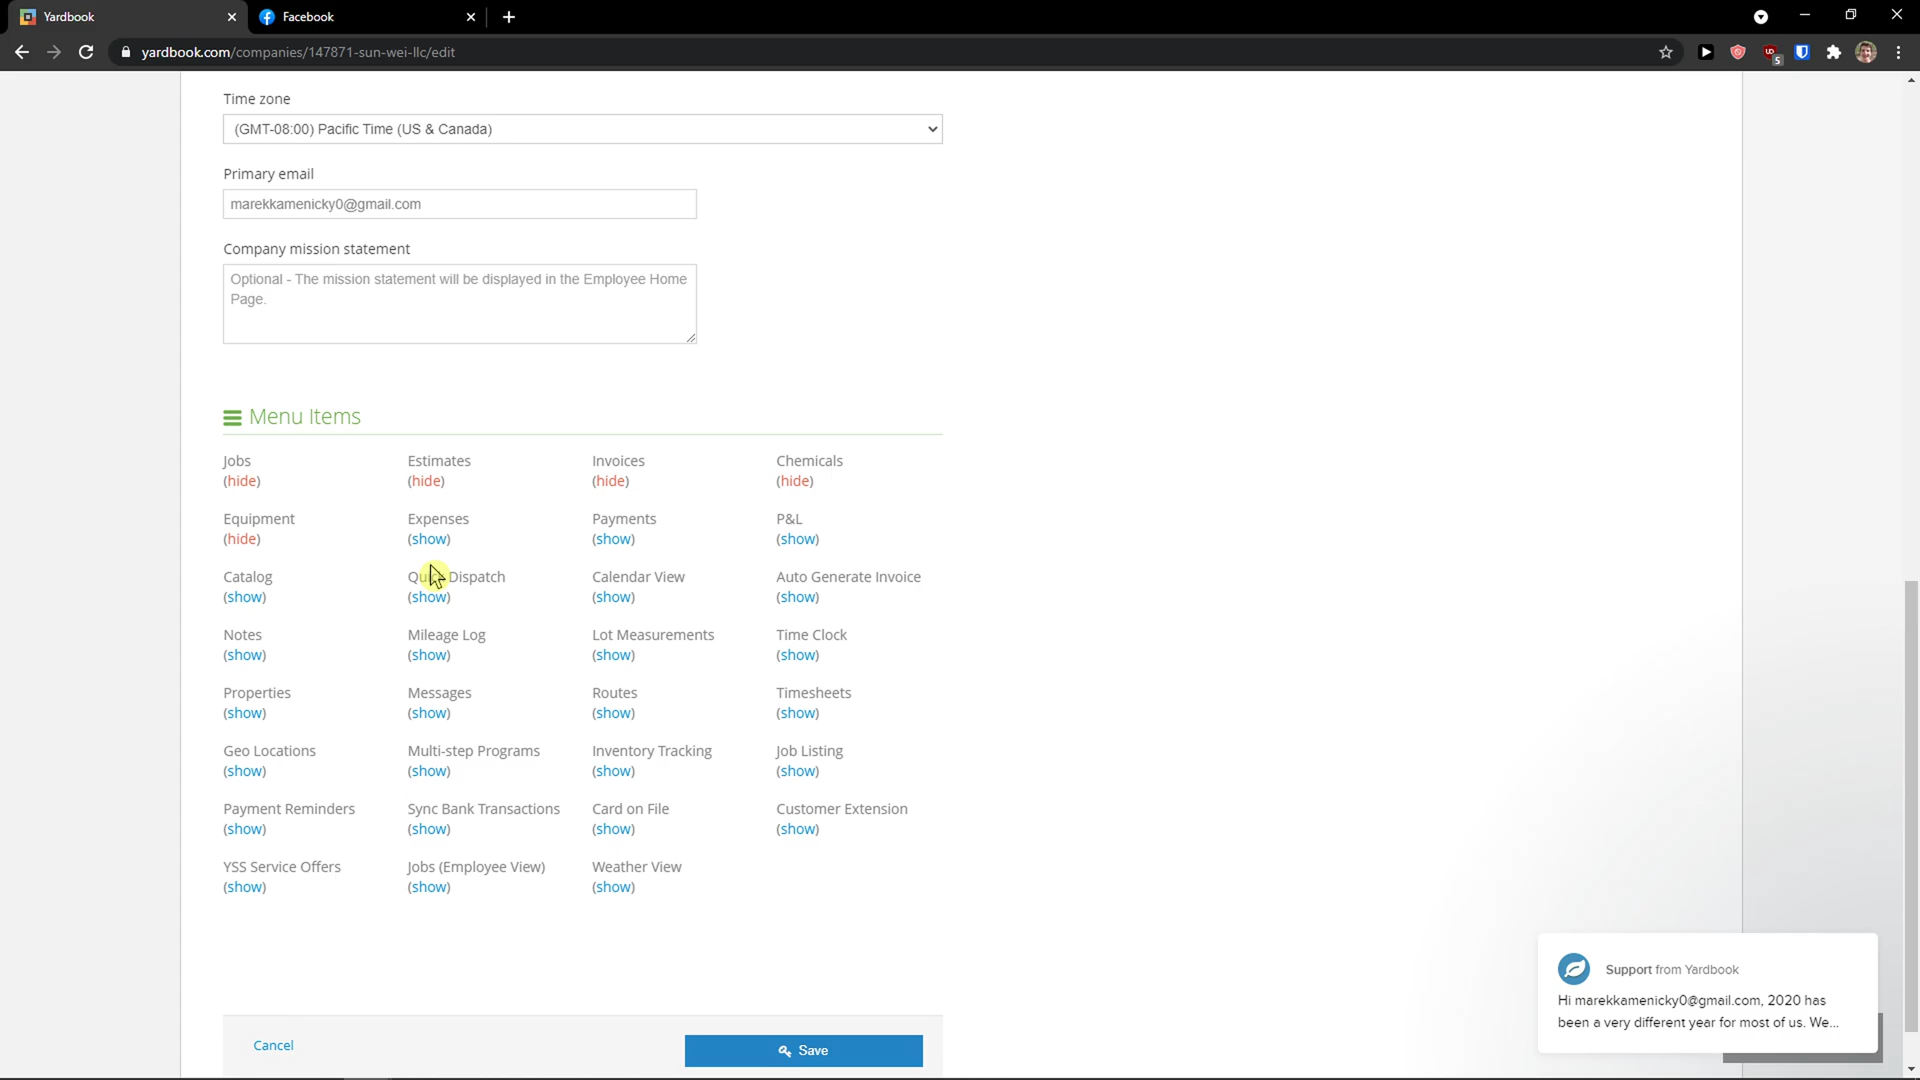 Yardbook
Facebook
yardbook.com/companies/147871-sun-wei-llc/edit
5
Time zone
(GMT-08:00) Pacific Time (US & Canada)
Primary email
marekkamenicky0@gmail.com
Company mission statement
Optional - The mission statement will be displayed in the Employee Home
Page.
Menu Items
Jobs
(hide)
Estimates
(hide)
Invoices
(hide)
Chemicals
(hide)
Equipment
(hide)
Expenses
(show)
Payments
(show)
P&L
(show)
Catalog
(show)
Quick Dispatch
(show)
Calendar View
(show)
Auto Generate Invoice
(show)
Notes
(show)
Mileage Log
(show)
Lot Measurements
(show)
Time Clock
(show)
Properties
(show)
Messages
(show)
Routes
(show)
Timesheets
(show)
Geo Locations
(show)
Multi-step Programs
(show)
Inventory Tracking
(show)
Job Listing
(show)
Payment Reminders
(show)
Sync Bank Transactions
(show)
Card on File
(show)
Customer Extension
(show)
YSS Service Offers
(show)
Jobs (Employee View)
(show)
Weather View
(show)
Cancel
Save
Support from Yardbook
Hi marekkamenicky0@gmail.com, 2020 has
been a very different year for most of us. We...